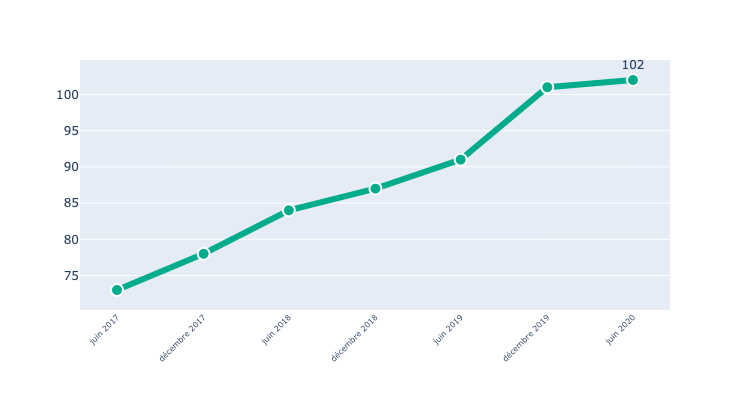 102
100
95
90
85
80
75
juin 2017
décembre 2017
juin 2018
décembre 2018
juin 2019
décembre 2019
juin 2020